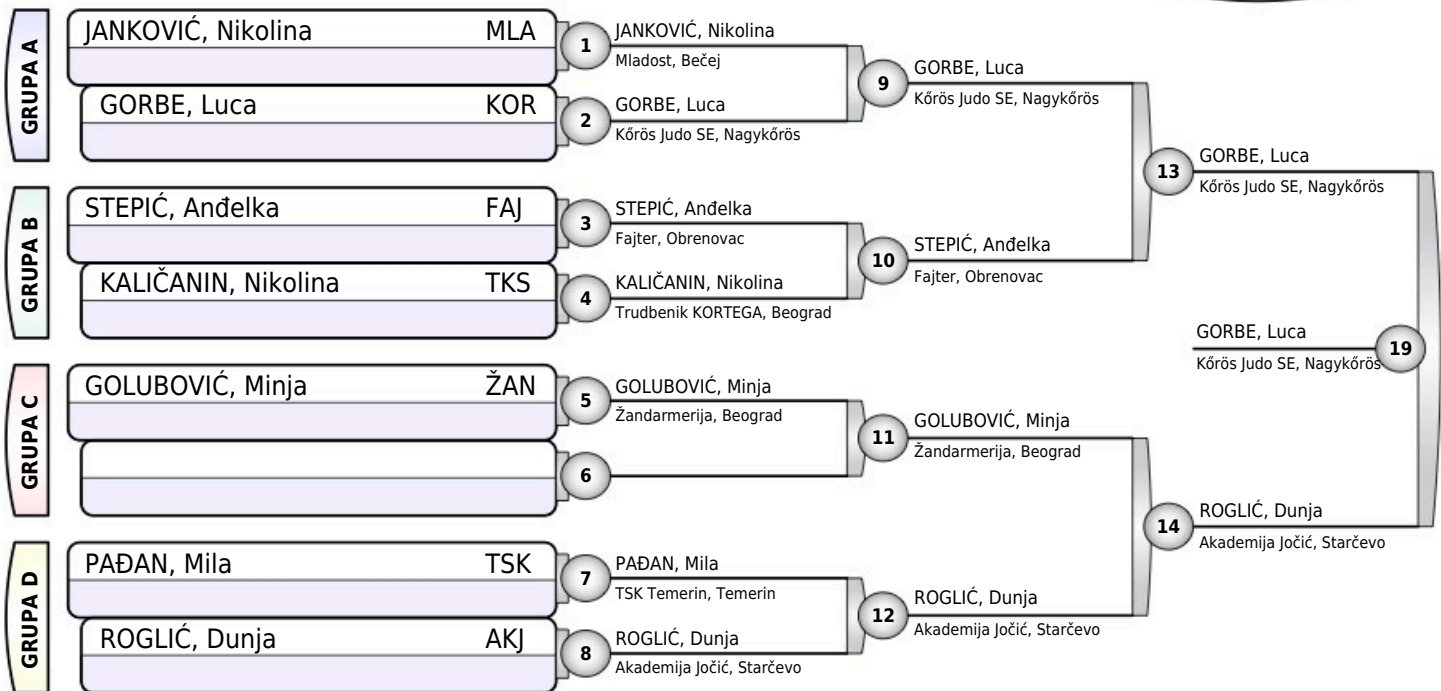 GRUPA A
JANKOVIĆ, Nikolina MLA
GORBE, Luca KOR
1
JANKOVIĆ, Nikolina
Mladost, Bečej
2
GORBE, Luca
Kőrös Judo SE, Nagykőrös
9
GORBE, Luca
Kőrös Judo SE, Nagykőrös
GRUPA B
STEPIĆ, Anđelka FAJ
KALIČANIN, Nikolina TKS
3
STEPIĆ, Anđelka
Fajter, Obrenovac
4
KALIČANIN, Nikolina
Trudbenik KORTEGA, Beograd
10
STEPIĆ, Anđelka
Fajter, Obrenovac
13
GORBE, Luca
Kőrös Judo SE, Nagykőrös
GORBE, Luca
Kőrös Judo SE, Nagykőrös
19
GRUPA C
GOLUBOVIĆ, Minja ŽAN
5
GOLUBOVIĆ, Minja
Žandarmerija, Beograd
6
11
GOLUBOVIĆ, Minja
Žandarmerija, Beograd
14
ROGLIĆ, Dunja
Akademija Jočić, Starčevo
GRUPA D
PAĐAN, Mila TSK
ROGLIĆ, Dunja AKJ
7
PAĐAN, Mila
TSK Temerin, Temerin
8
ROGLIĆ, Dunja
Akademija Jočić, Starčevo
12
ROGLIĆ, Dunja
Akademija Jočić, Starčevo